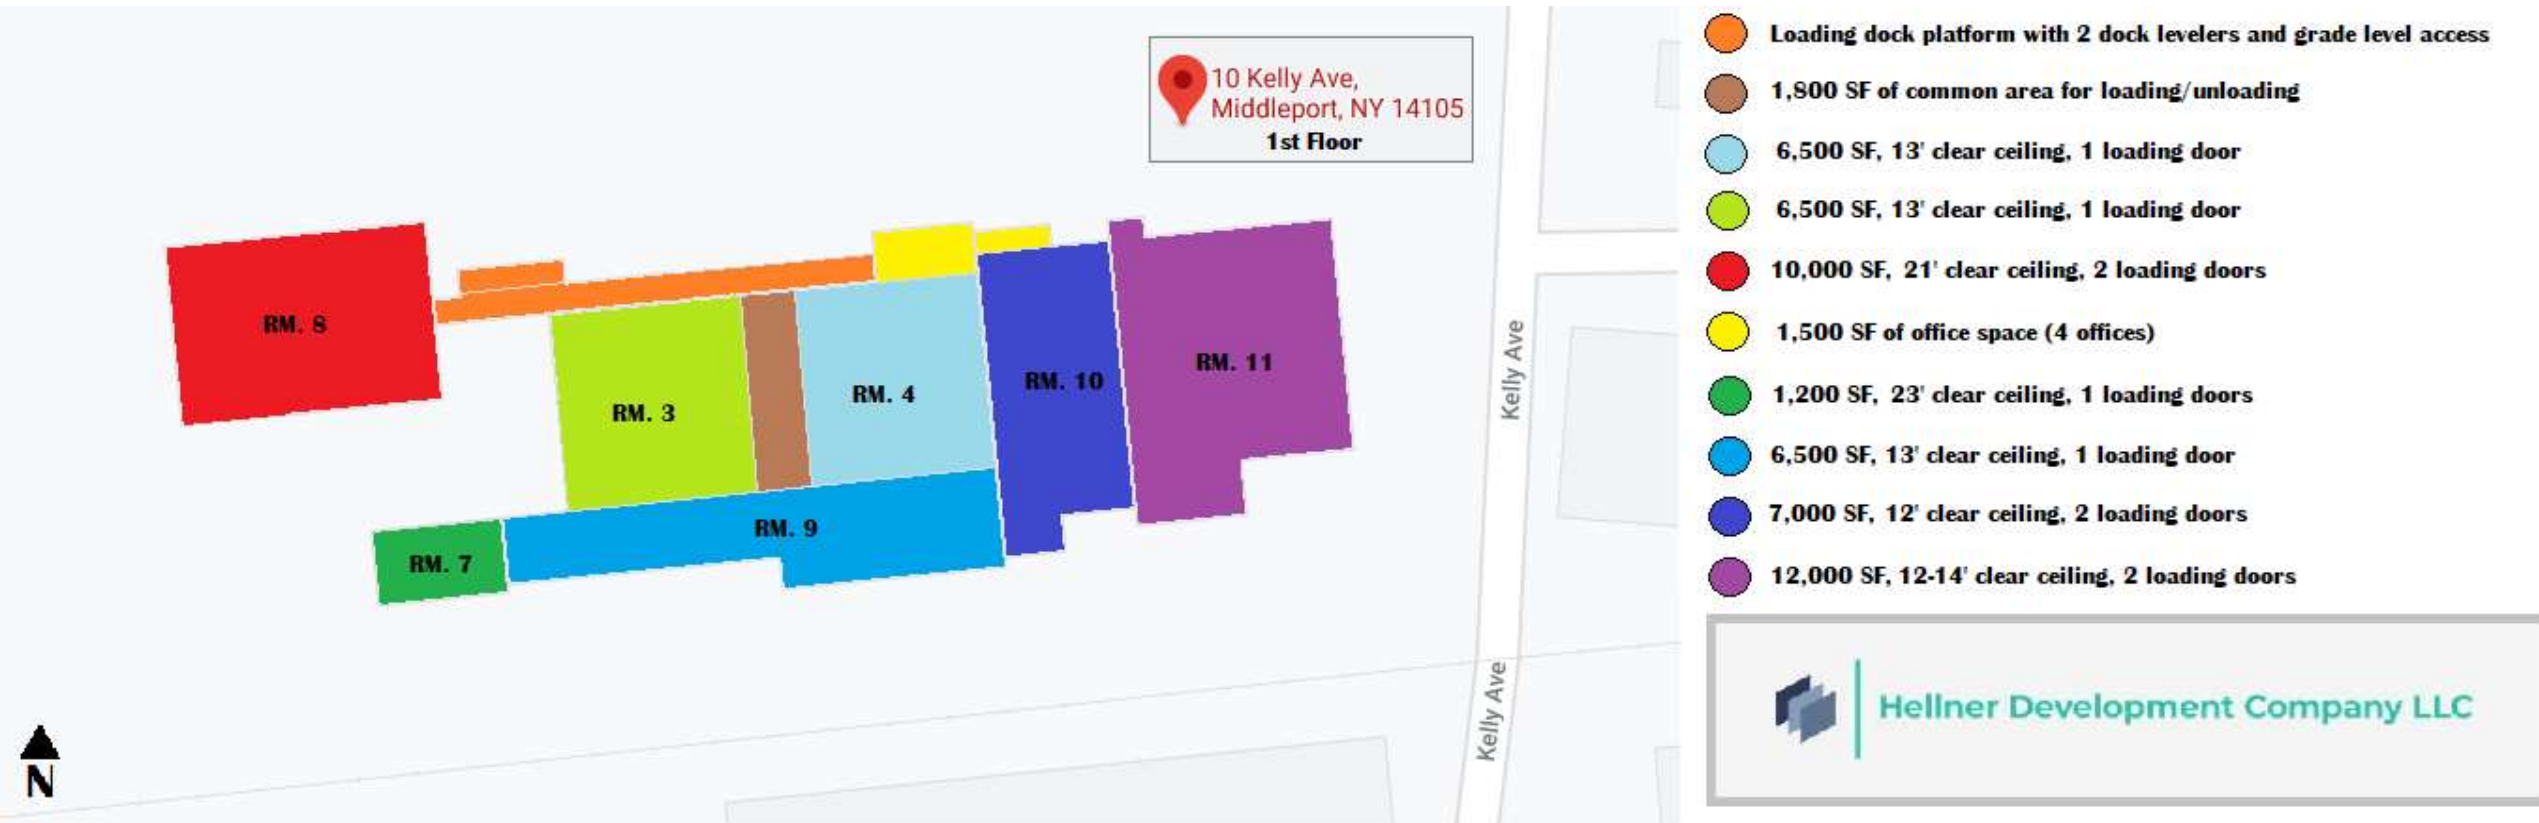 10 Kelly Ave,
Middleport, NY 14105
1st Floor
RM. 8
RM. 3
RM. 4
RM. 10
RM. 11
RM. 9
RM. 7
Kelly Ave
Kelly Ave
N
Loading dock platform with 2 dock levelers and grade level access
1,800 SF of common area for loading/unloading
6,500 SF, 13' clear ceiling, 1 loading door
6,500 SF, 13' clear ceiling, 1 loading door
10,000 SF, 21' clear ceiling, 2 loading doors
1,500 SF of office space (4 offices)
1,200 SF, 23' clear ceiling, 1 loading doors
6,500 SF, 13' clear ceiling, 1 loading door
7,000 SF, 12' clear ceiling, 2 loading doors
12,000 SF, 12-14' clear ceiling, 2 loading doors
Hellner Development Company LLC